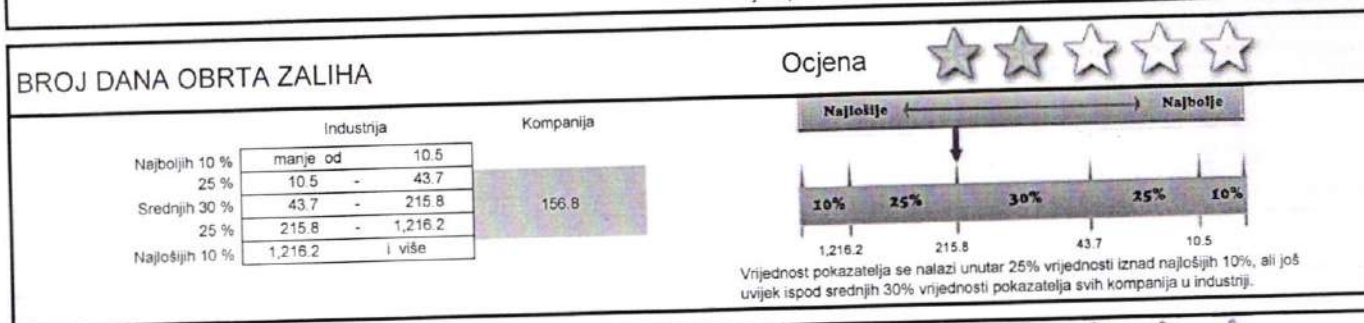 BROJ DANA OBRTA ZALIHA
Ocjena
Industrija Kompanija
Najboljih 10 % manje od 10.5
25 % 10.5 - 43.7
Srednjih 30 % 43.7 - 215.8
25 % 215.8 - 1,216.2
Najlošijih 10 % 1,216.2 i više
156.8
Najlošije Najbolje
10% 25% 30% 25% 10%
1,216.2 215.8 43.7 10.5
Vrijednost pokazatelja se nalazi unutar 25% vrijednosti iznad najlošijih 10%, ali još
uvijek ispod srednjih 30% vrijednosti pokazatelja svih kompanija u industriji.